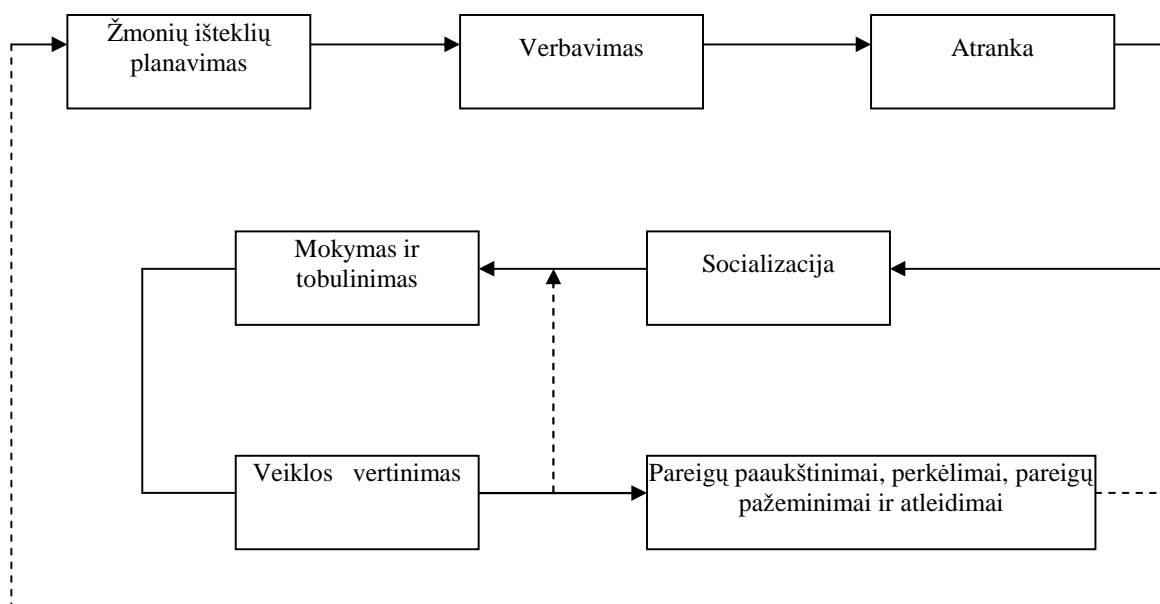 Žmonių išteklių
planavimas
Verbavimas
Atranka
Mokymas ir
tobulinimas
Socializacija
Veiklos vertinimas
Pareigų paaukštinimai, perkėlimai, pareigų
pažeminimai ir atleidimai